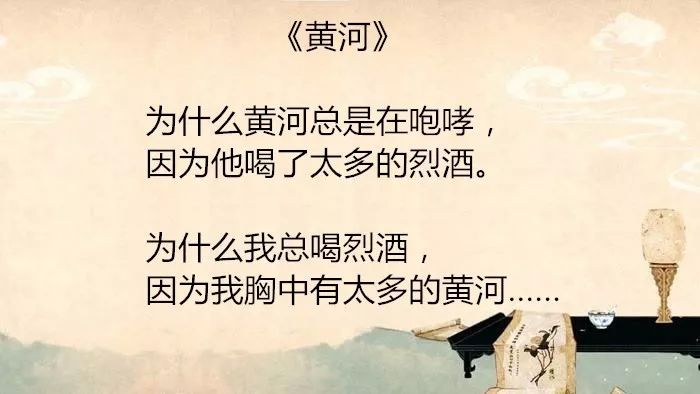 《黄河》
为什么黄河总是在咆哮，
因为他喝了太多的烈酒。
为什么我总喝烈酒，
因为我胸中有太多的黄河……